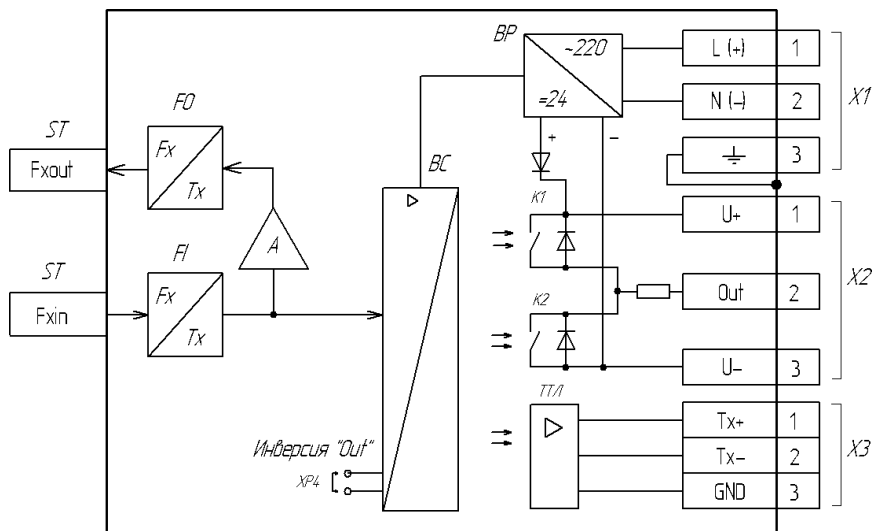 BP
~220
=24
L (+)
1
N (–)
2
3
X1
ST
Fxout
FO
Fx
Tx
A
BC
+
–
K1
U+
1
ST
Fxin
FI
Fx
Tx
K2
Out
2
X2
U–
3
ТТЛ
Tx+
1
Tx–
2
GND
3
X3
Инверсия "Out"
XP4